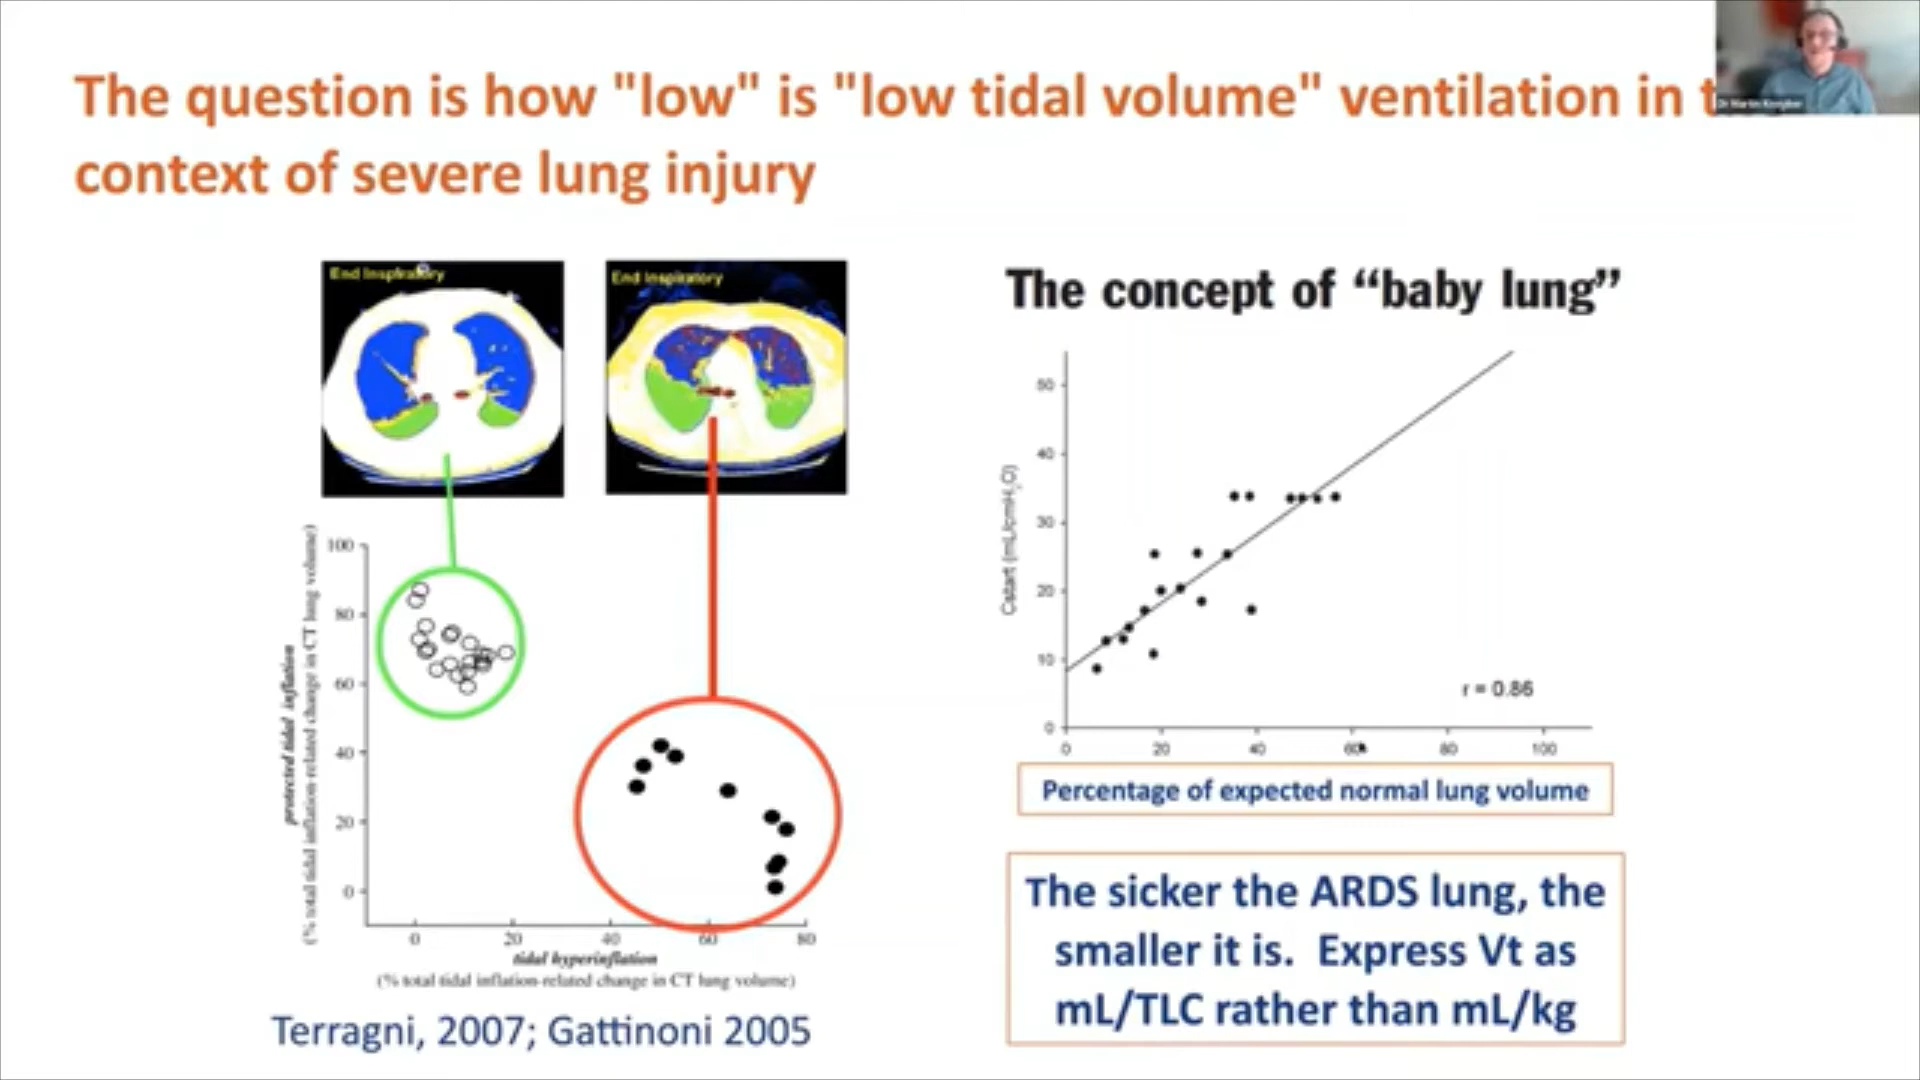 The question is how "low" is "low tidal volume" ventilation in
context of severe lung injury
End Inspiratory
End Inspiratory
100
80
60
40
20
0
protected tidal inflation
(% total tidal inflation-related change in CT lung volume)
0 20 40 60 80
tidal hyperinflation
(% total tidal inflation-related change in CT lung volume)
Terragni, 2007; Gattinoni 2005
The concept of “baby lung”
50
40
30
20
10
0
Cstart (mL/cmH₂O)
r = 0.86
0 20 40 60 80 100
Percentage of expected normal lung volume
The sicker the ARDS lung, the
smaller it is. Express Vt as
mL/TLC rather than mL/kg